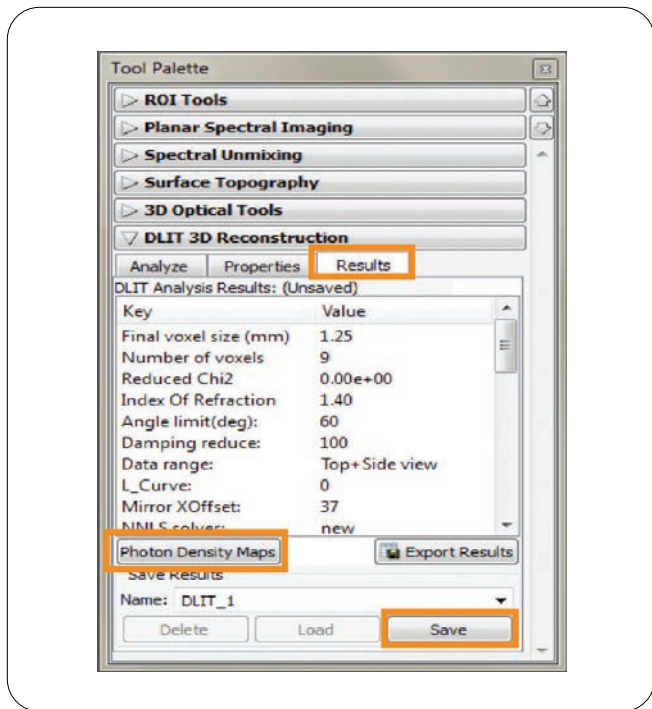 Tool Palette
ROI Tools
Planar Spectral Imaging
Spectral Unmixing
Surface Topography
3D Optical Tools
DLIT 3D Reconstruction
Analyze Properties Results
DLIT Analysis Results: (Unsaved)
Key Value
Final voxel size (mm) 1.25
Number of voxels 9
Reduced Chi2 0.00e+00
Index Of Refraction 1.40
Angle limit(deg): 60
Damping reduce: 100
Data range: Top+Side view
L_Curve: 0
Mirror XOffset: 37
NNLS solver: new
Photon Density Maps Export Results
Save Results
Name: DLIT_1
Delete Load Save